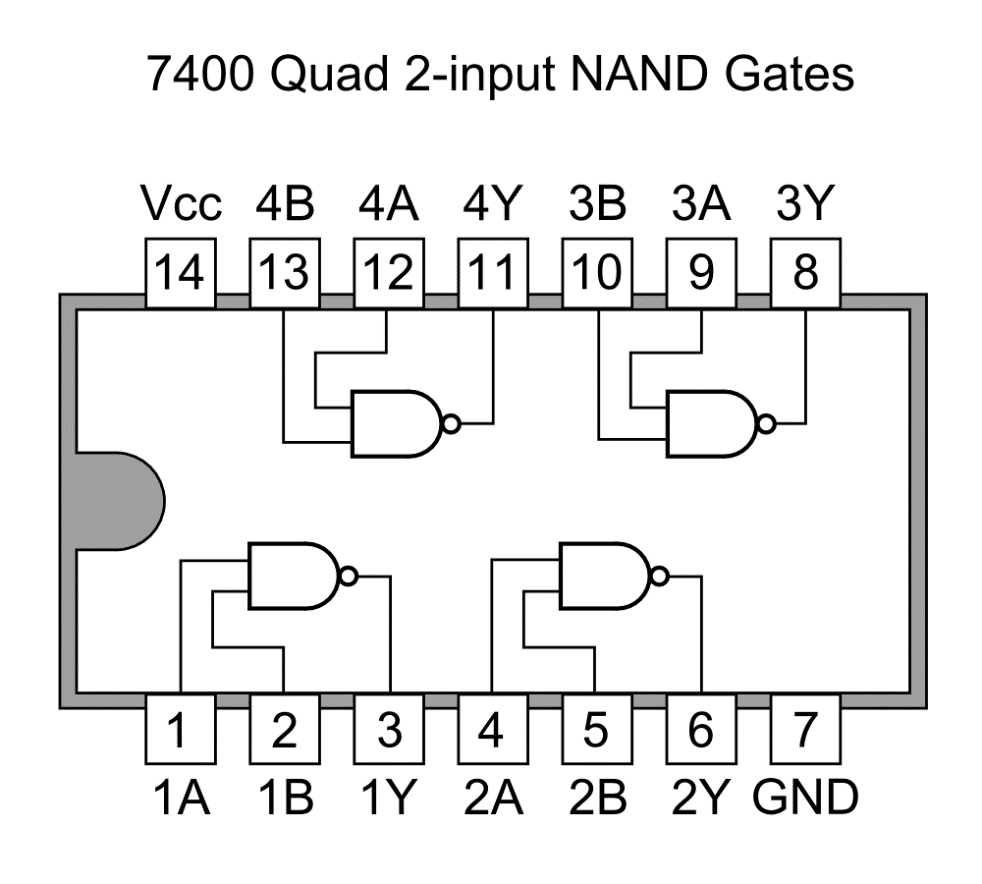 7400 Quad 2-input NAND Gates
Vcc 4B 4A 4Y 3B 3A 3Y
14 13 12 11 10 9 8
1 2 3 4 5 6 7
1A 1B 1Y 2A 2B 2Y GND